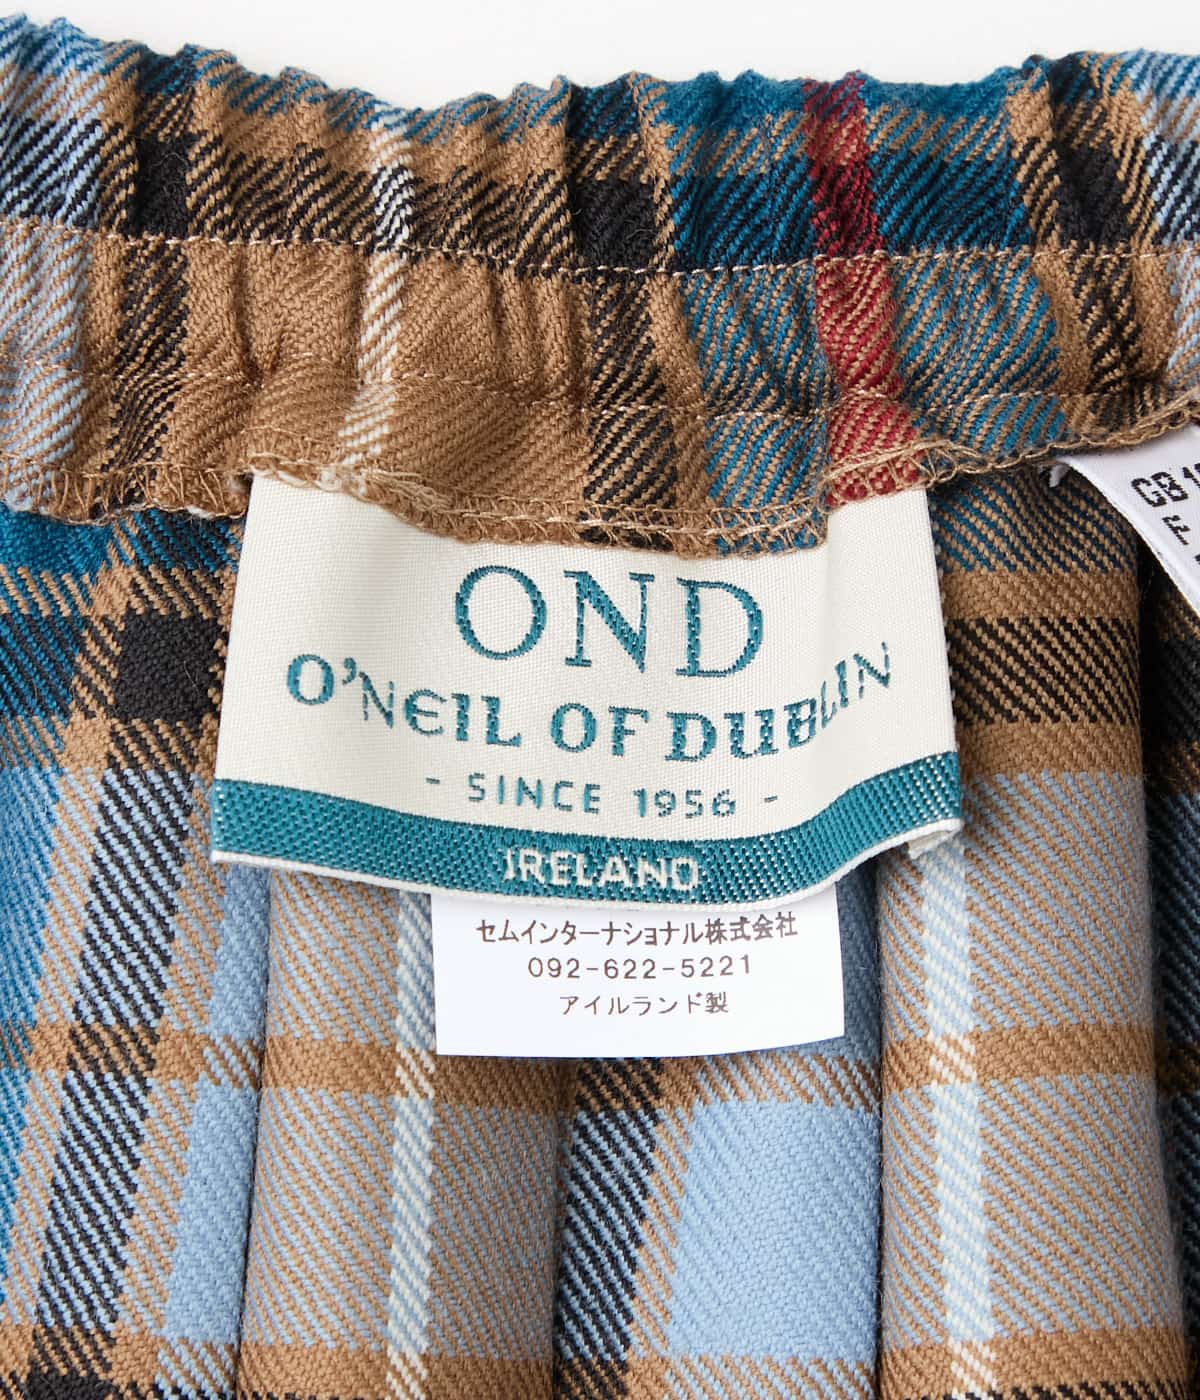 OND
O'NEIL OF DUBLIN
- SINCE 1956 -
IRELAND
セムインターナショナル株式会社
092-622-5221
アイルランド製
GB
F